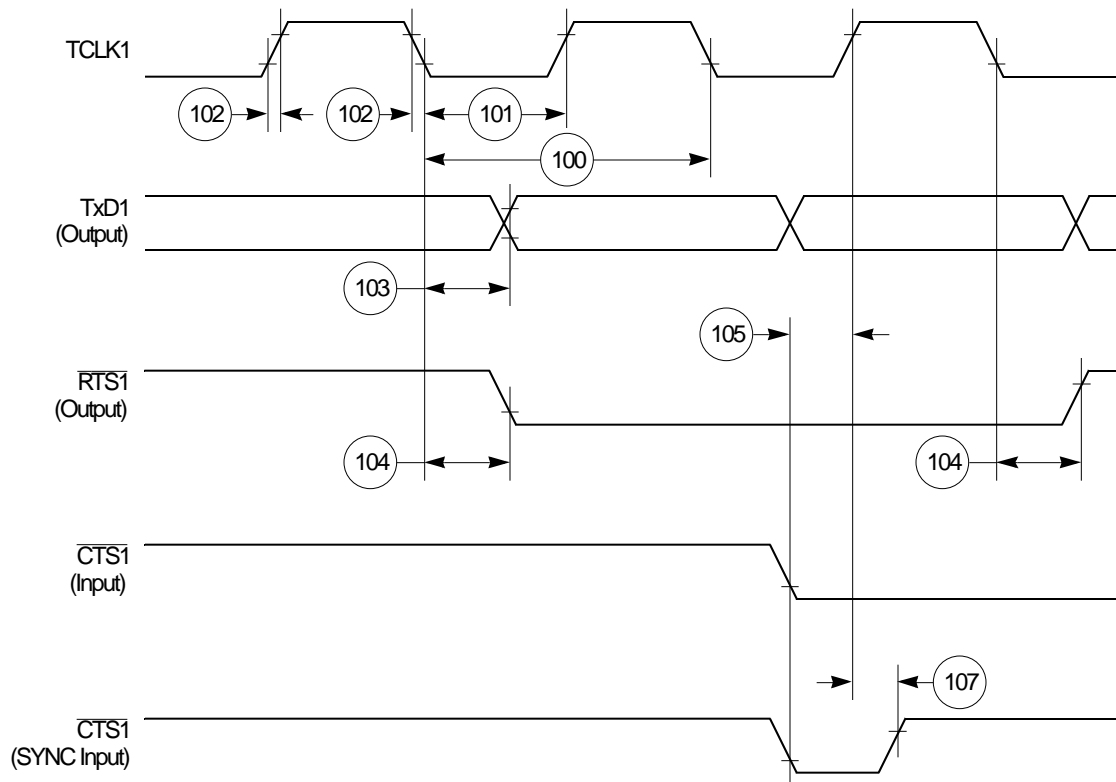 TCLK1
102
102
101
100
TxD1
(Output)
103
105
RTS1
(Output)
104
104
CTS1
(Input)
107
CTS1
(SYNC Input)